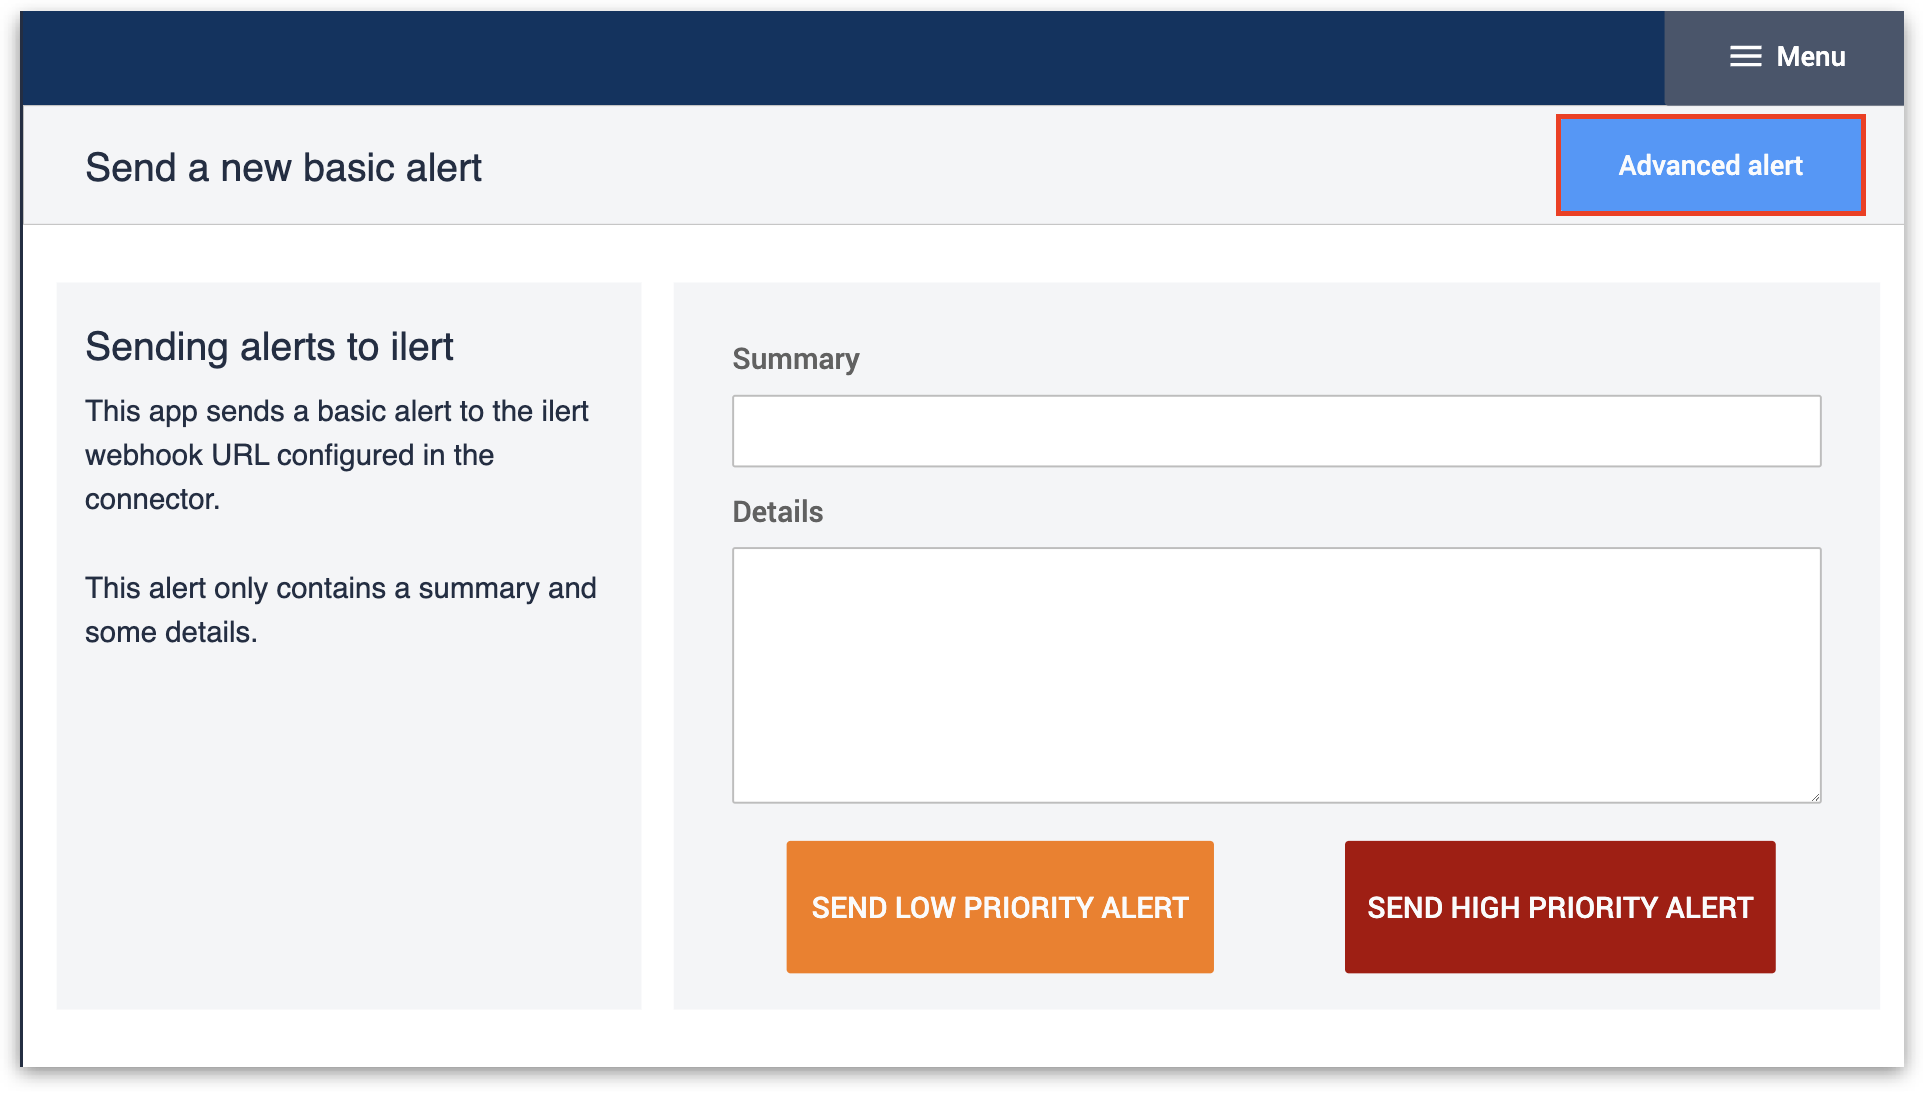 Menu
Send a new basic alert
Advanced alert
Sending alerts to ilert
This app sends a basic alert to the ilert
webhook URL configured in the
connector.
This alert only contains a summary and
some details.
Summary
Details
SEND LOW PRIORITY ALERT
SEND HIGH PRIORITY ALERT